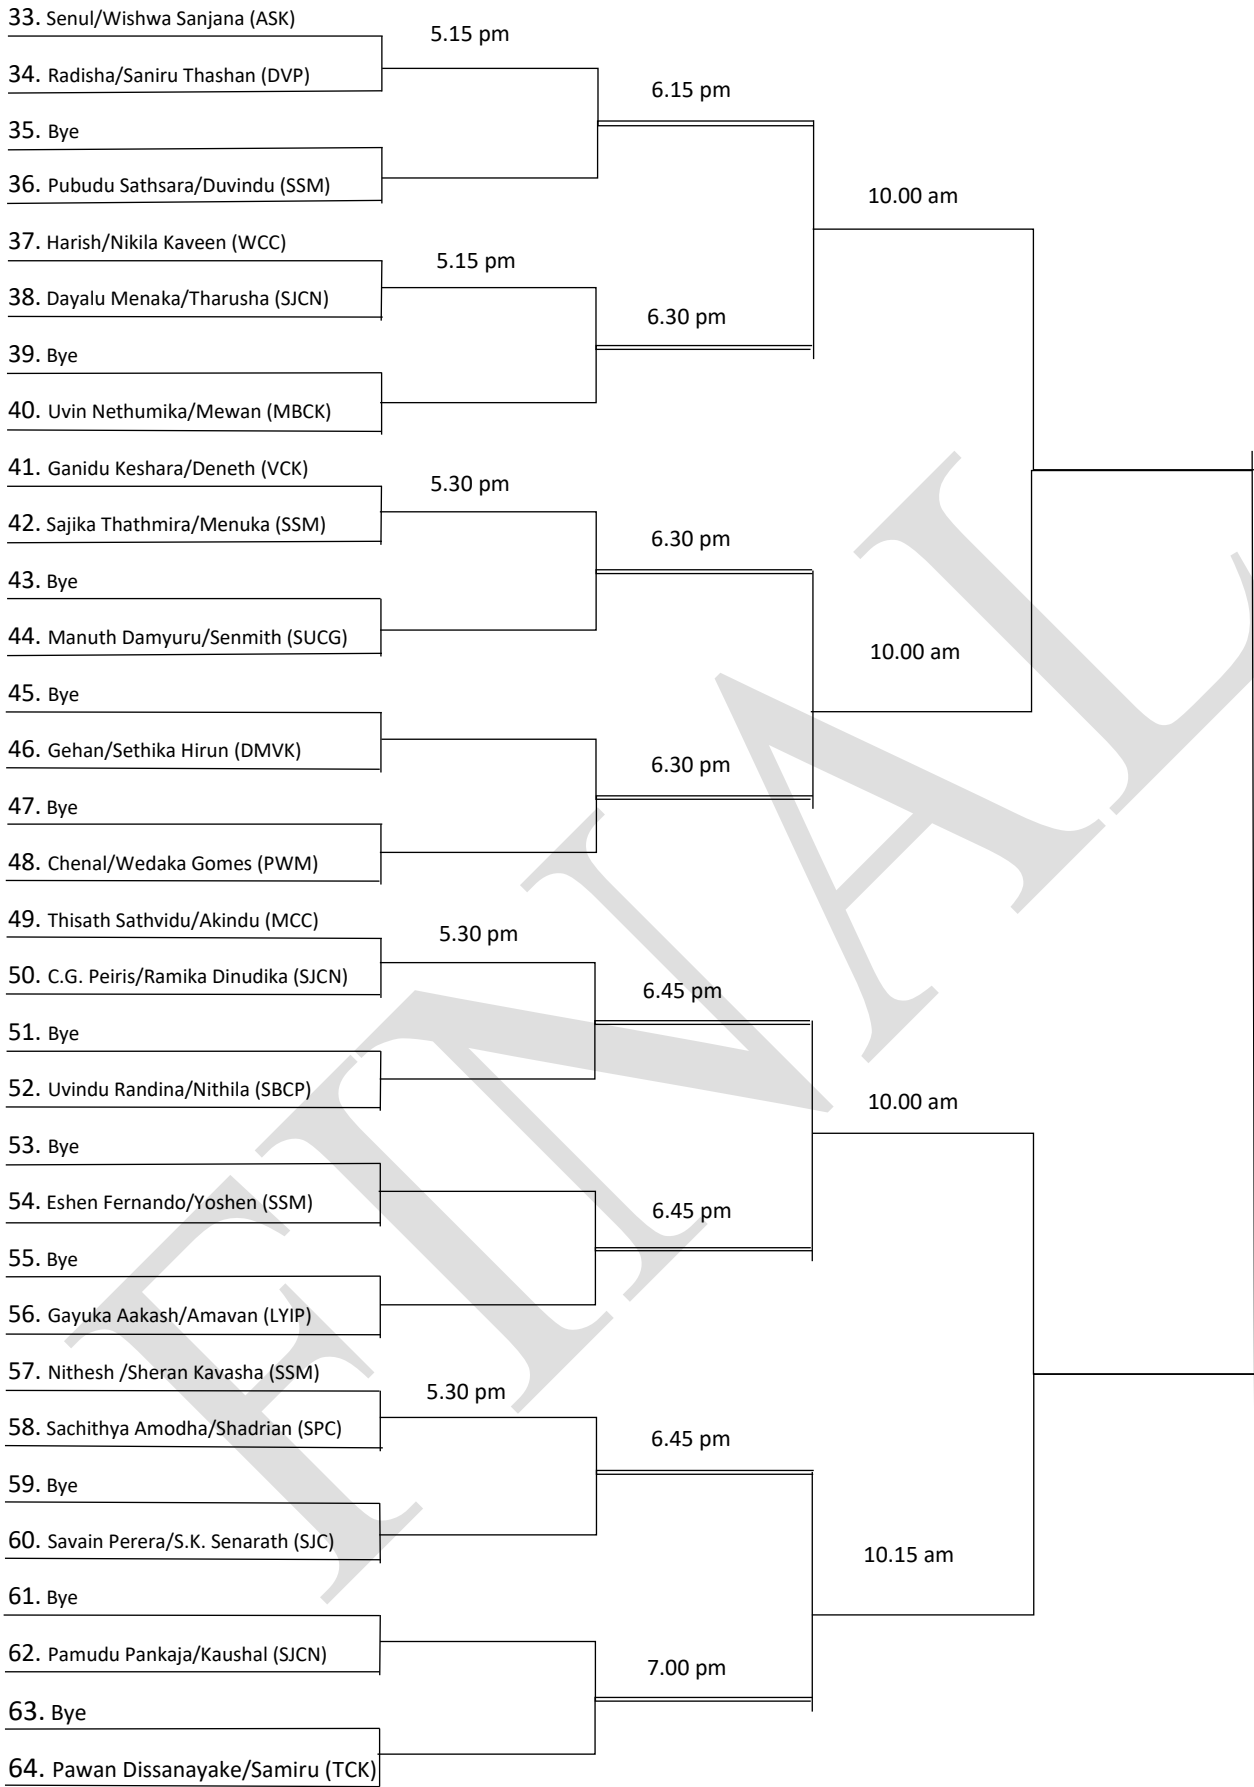 33. Senul/Wishwa Sanjana (ASK)
5.15 pm
34. Radisha/Saniru Thashan (DVP)
6.15 pm
35. Bye
36. Pubudu Sathsara/Duvindu (SSM)
10.00 am
37. Harish/Nikila Kaveen (WCC)
5.15 pm
38. Dayalu Menaka/Tharusha (SJCN)
6.30 pm
39. Bye
40. Uvin Nethumika/Mewan (MBCK)
41. Ganidu Keshara/Deneth (VCK)
5.30 pm
42. Sajika Thathmira/Menuka (SSM)
6.30 pm
43. Bye
44. Manuth Damyuru/Senmith (SUCG)
10.00 am
45. Bye
46. Gehan/Sethika Hirun (DMVK)
6.30 pm
47. Bye
48. Chenal/Wedaka Gomes (PWM)
49. Thisath Sathvidu/Akindu (MCC)
5.30 pm
50. C.G. Peiris/Ramika Dinudika (SJCN)
6.45 pm
51. Bye
52. Uvindu Randina/Nithila (SBCP)
10.00 am
53. Bye
54. Eshen Fernando/Yoshen (SSM)
6.45 pm
55. Bye
56. Gayuka Aakash/Amavan (LYIP)
57. Nithesh /Sheran Kavasha (SSM)
5.30 pm
58. Sachithya Amodha/Shadrian (SPC)
6.45 pm
59. Bye
60. Savain Perera/S.K. Senarath (SJC)
10.15 am
61. Bye
62. Pamudu Pankaja/Kaushal (SJCN)
7.00 pm
63. Bye
64. Pawan Dissanayake/Samiru (TCK)
FINAL